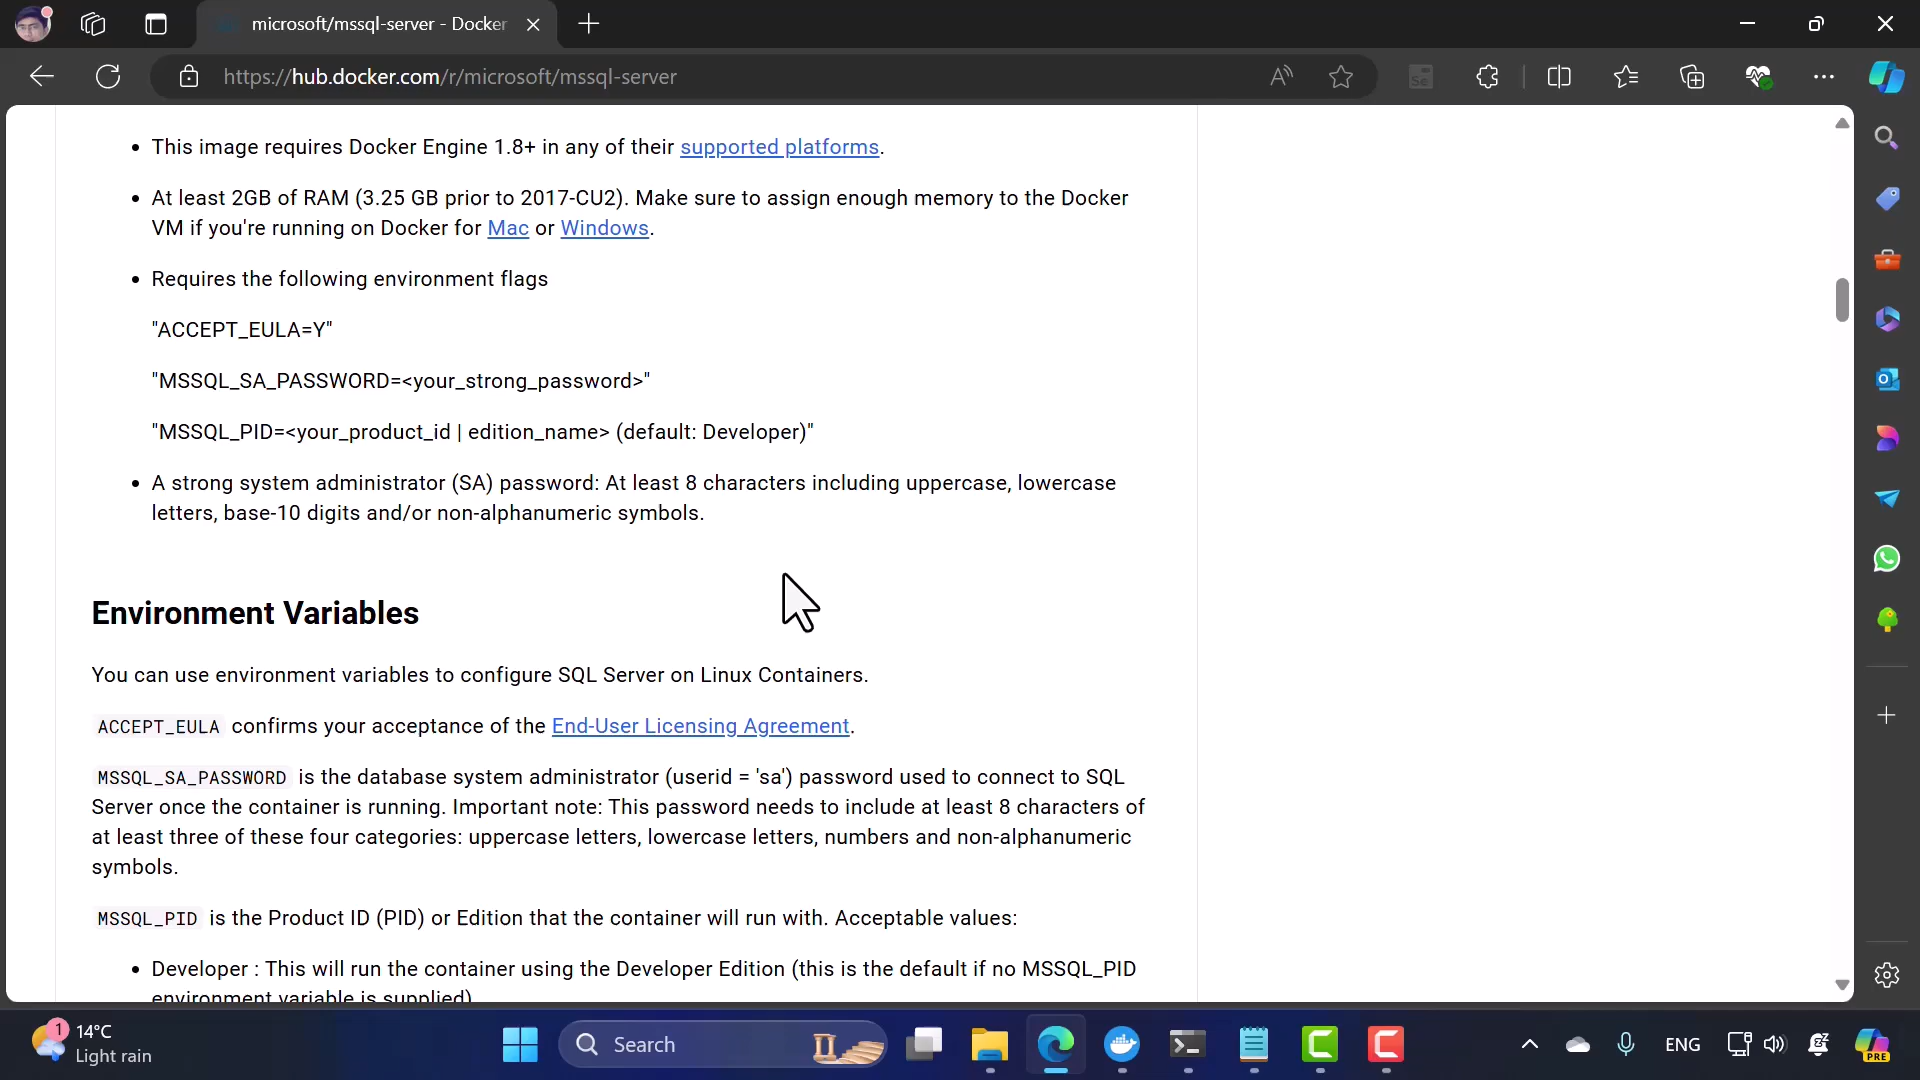 microsoft/mssql-server - Docker
https://hub.docker.com/r/microsoft/mssql-server
• This image requires Docker Engine 1.8+ in any of their supported platforms.
• At least 2GB of RAM (3.25 GB prior to 2017-CU2). Make sure to assign enough memory to the Docker
VM if you're running on Docker for Mac or Windows.
• Requires the following environment flags
"ACCEPT_EULA=Y"
"MSSQL_SA_PASSWORD=<your_strong_password>"
"MSSQL_PID=<your_product_id | edition_name> (default: Developer)"
• A strong system administrator (SA) password: At least 8 characters including uppercase, lowercase
letters, base-10 digits and/or non-alphanumeric symbols.
Environment Variables
You can use environment variables to configure SQL Server on Linux Containers.
ACCEPT_EULA confirms your acceptance of the End-User Licensing Agreement.
MSSQL_SA_PASSWORD is the database system administrator (userid = 'sa') password used to connect to SQL
Server once the container is running. Important note: This password needs to include at least 8 characters of
at least three of these four categories: uppercase letters, lowercase letters, numbers and non-alphanumeric
symbols.
MSSQL_PID is the Product ID (PID) or Edition that the container will run with. Acceptable values:
• Developer : This will run the container using the Developer Edition (this is the default if no MSSQL_PID
environment variable is supplied)
1
14°C
Light rain
Search
ENG
PRE